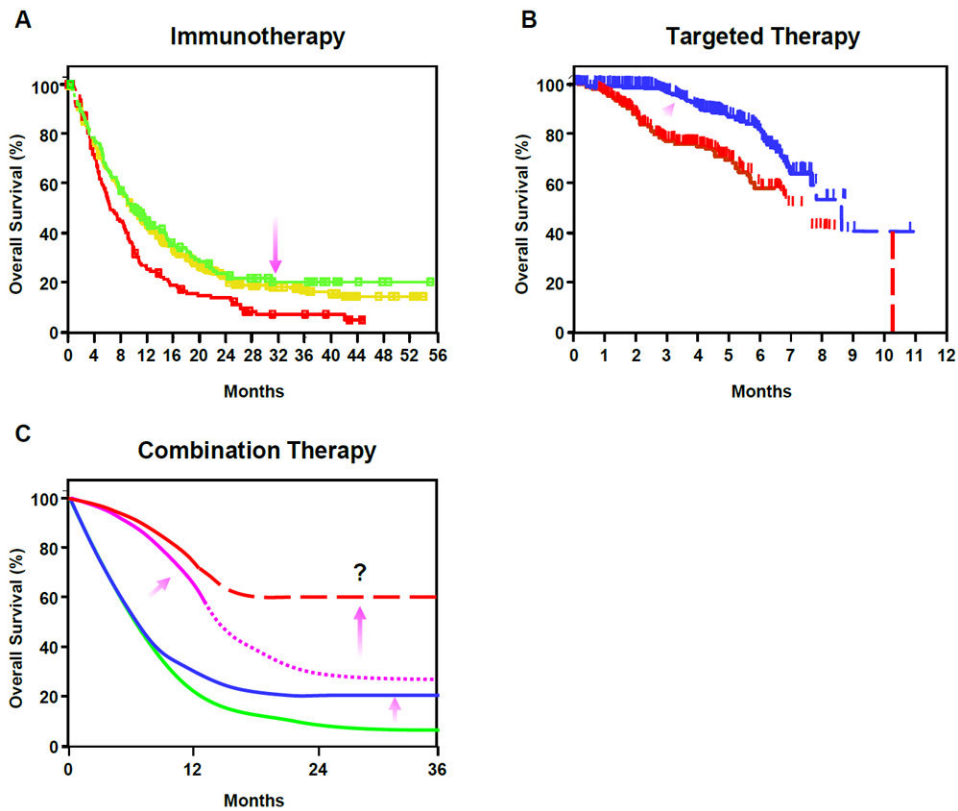 A
Immunotherapy
100
80
60
40
20
0
Overall Survival (%)
0 4 8 12 16 20 24 28 32 36 40 44 48 52 56
Months
B
Targeted Therapy
100
80
60
40
20
0
Overall Survival (%)
0 1 2 3 4 5 6 7 8 9 10 11 12
Months
C
Combination Therapy
100
80
60
40
20
0
Overall Survival (%)
?
0 12 24 36
Months